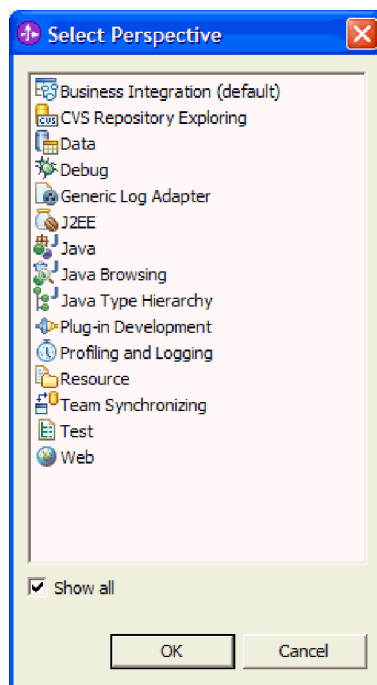 Select Perspective
Business Integration (default)
CVS Repository Exploring
Data
Debug
Generic Log Adapter
J2EE
Java
Java Browsing
Java Type Hierarchy
Plug-in Development
Profiling and Logging
Resource
Team Synchronizing
Test
Web
Show all
OK Cancel